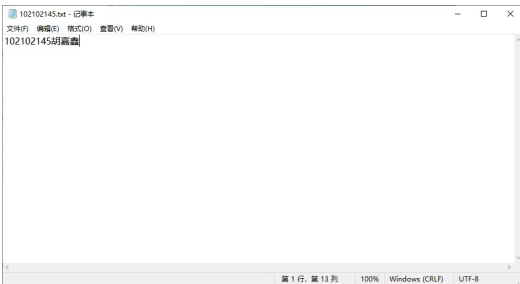 102102145.txt - 记事本
文件(F) 编辑(E) 格式(O) 查看(V) 帮助(H)
102102145胡嘉鑫
第 1 行，第 13 列 100% Windows (CRLF) UTF-8